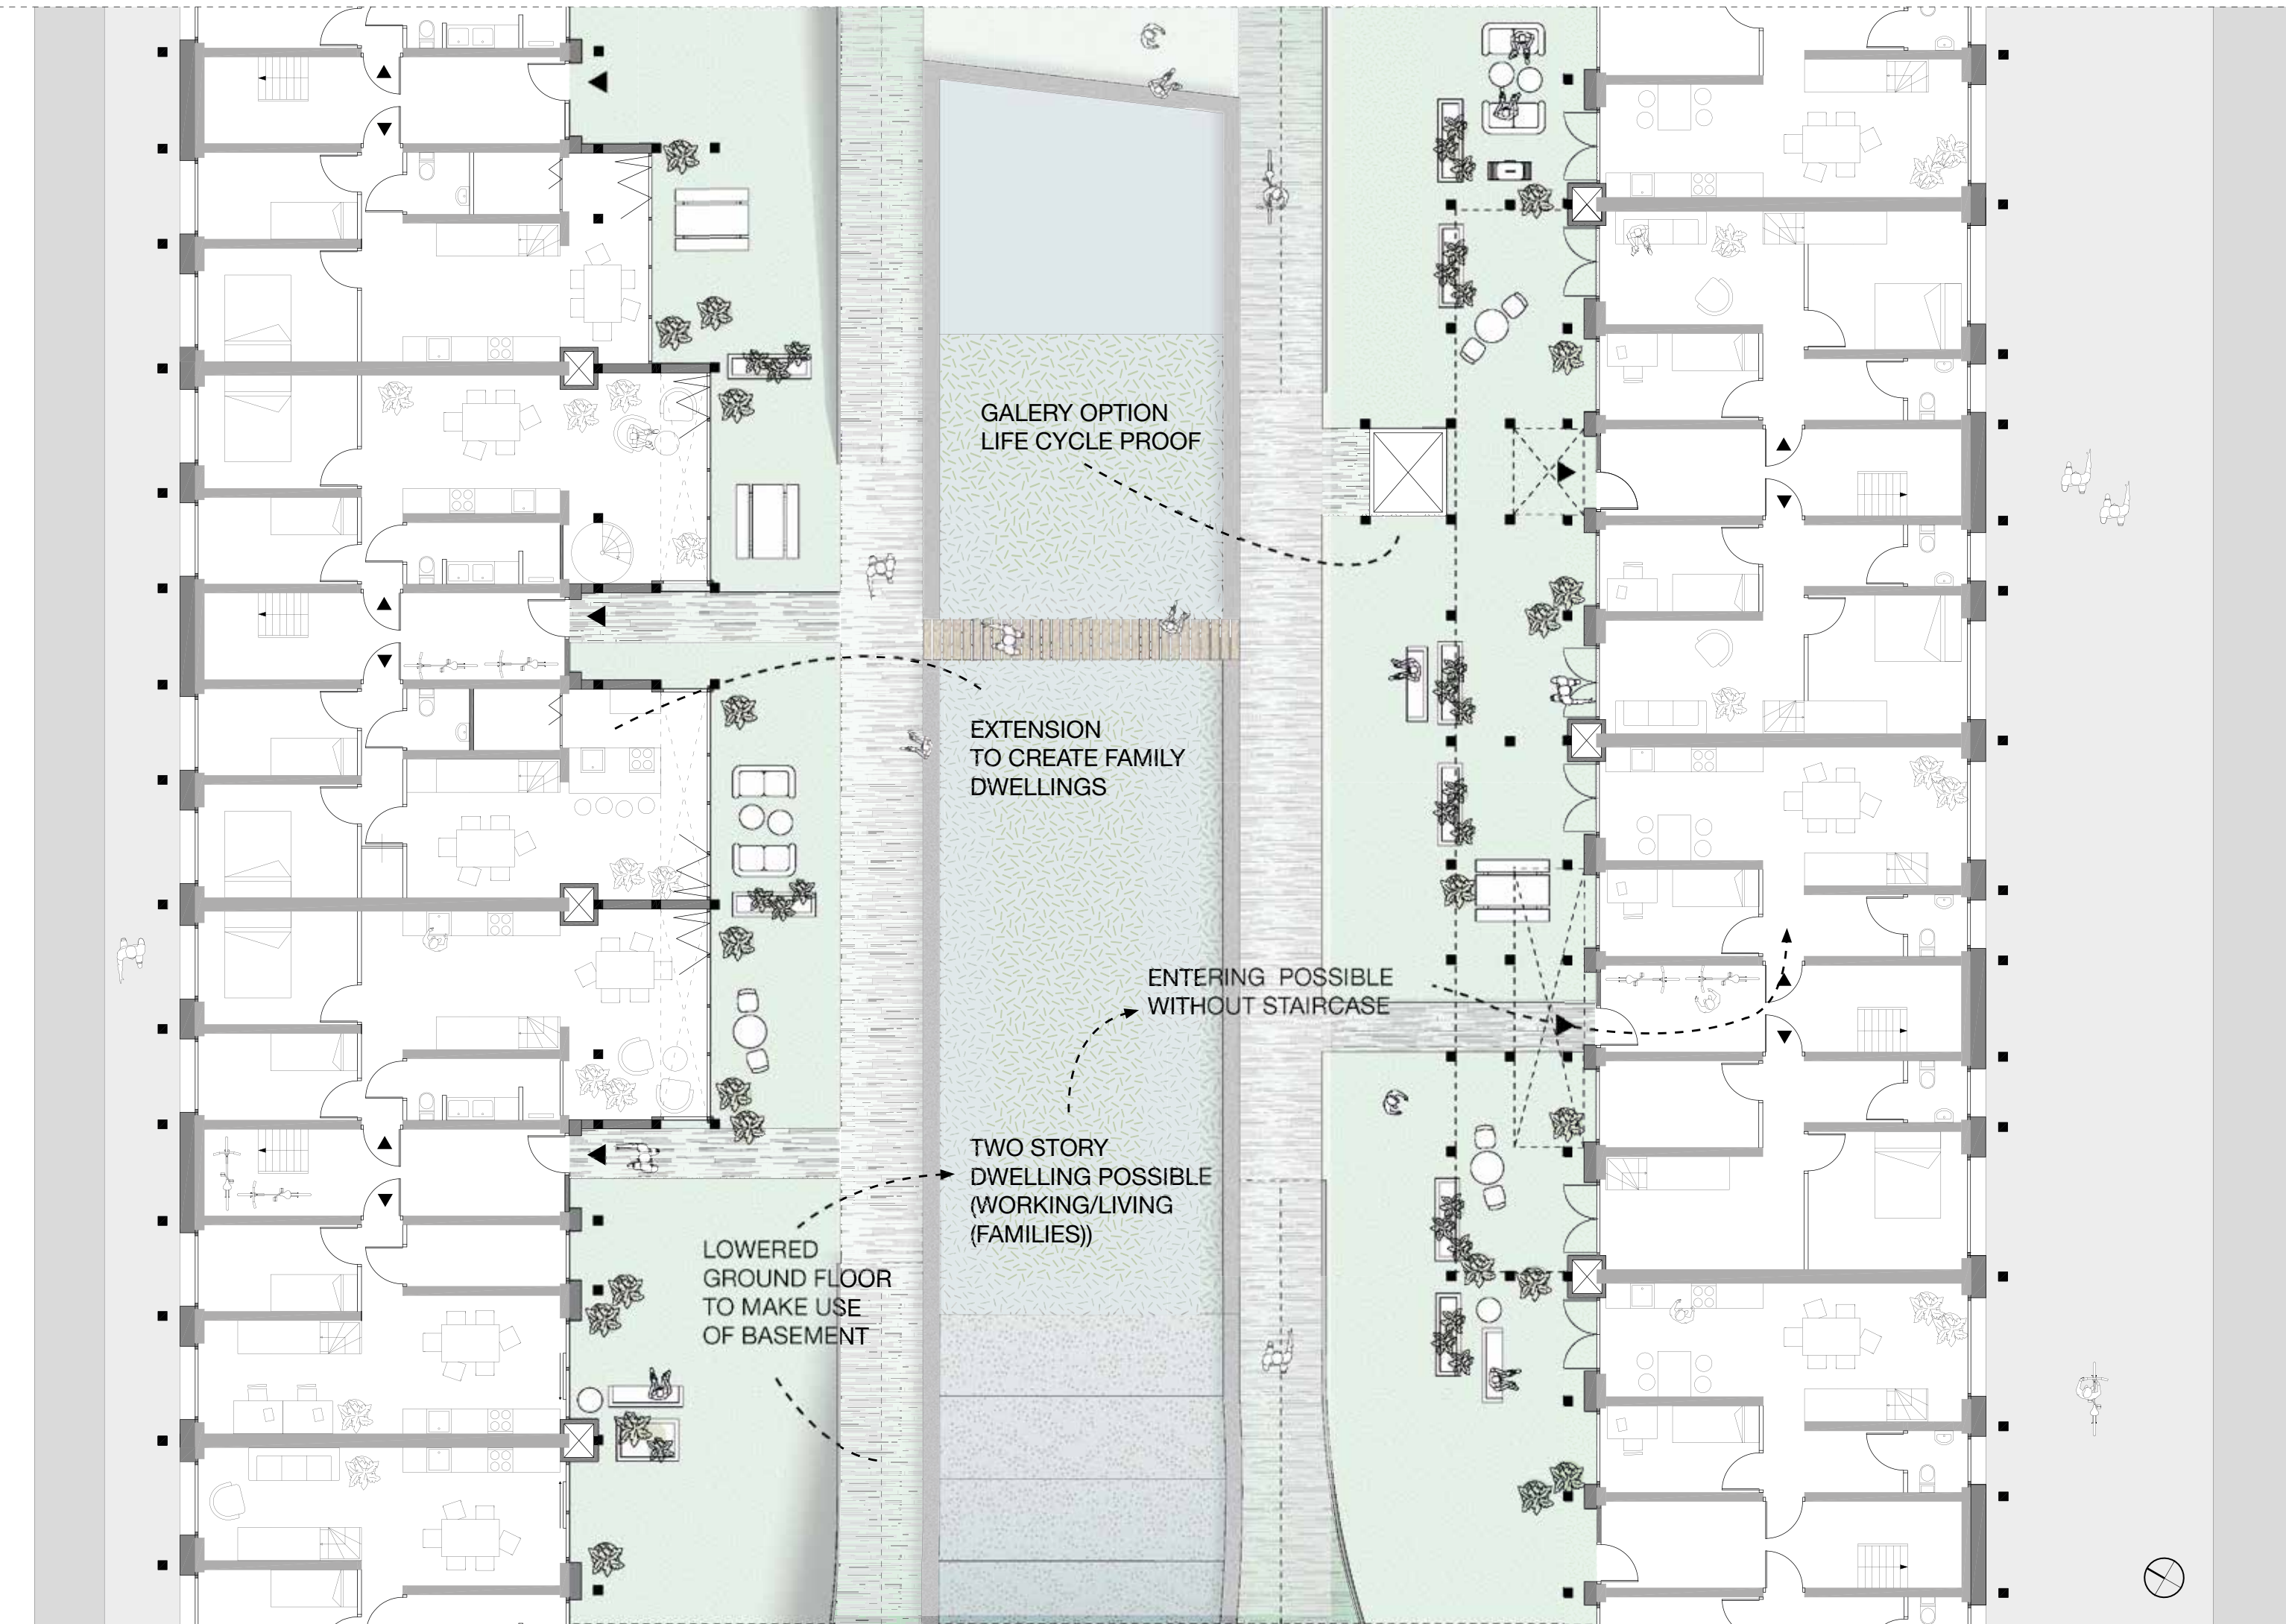 GALERY OPTION
LIFE CYCLE PROOF
EXTENSION
TO CREATE FAMILY
DWELLINGS
ENTERING POSSIBLE
WITHOUT STAIRCASE
TWO STORY
DWELLING POSSIBLE
(WORKING/LIVING
(FAMILIES))
LOWERED
GROUND FLOOR
TO MAKE USE
OF BASEMENT